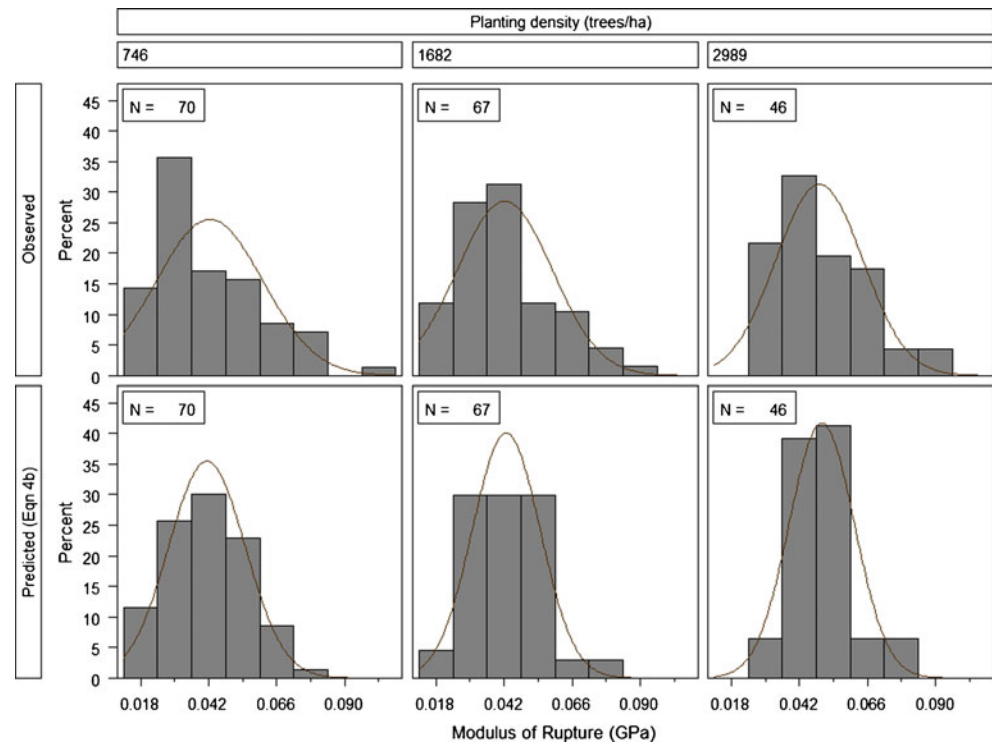 Planting density (trees/ha)
746 1682 2989
Observed
Percent
45
40
35
30
25
20
15
10
5
0
N = 70
N = 67
N = 46
Predicted (Eqn 4b)
Percent
45
40
35
30
25
20
15
10
5
0
N = 70
N = 67
N = 46
0.018 0.042 0.066 0.090 0.018 0.042 0.066 0.090 0.018 0.042 0.066 0.090
Modulus of Rupture (GPa)